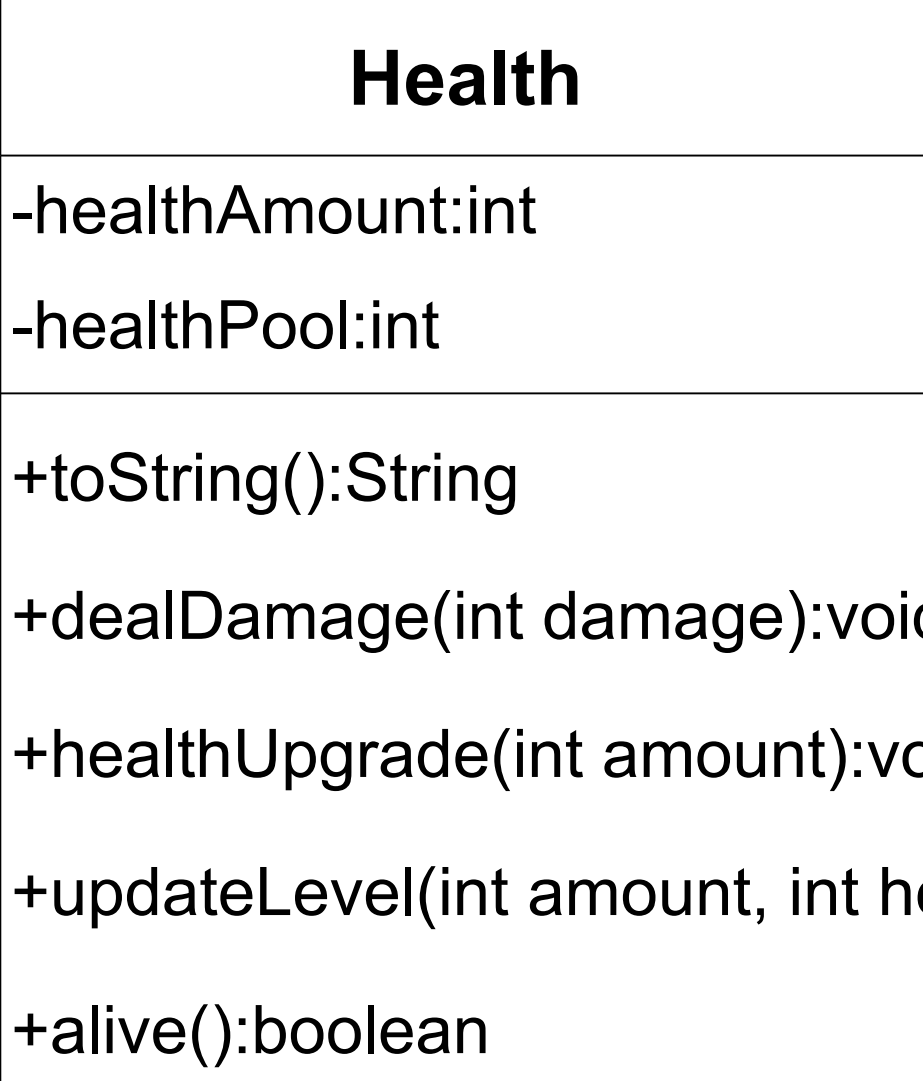 Health
-healthAmount:int
-healthPool:int
+toString():String
+dealDamage(int damage):voi
+healthUpgrade(int amount):v
+updateLevel(int amount, int h
+alive():boolean